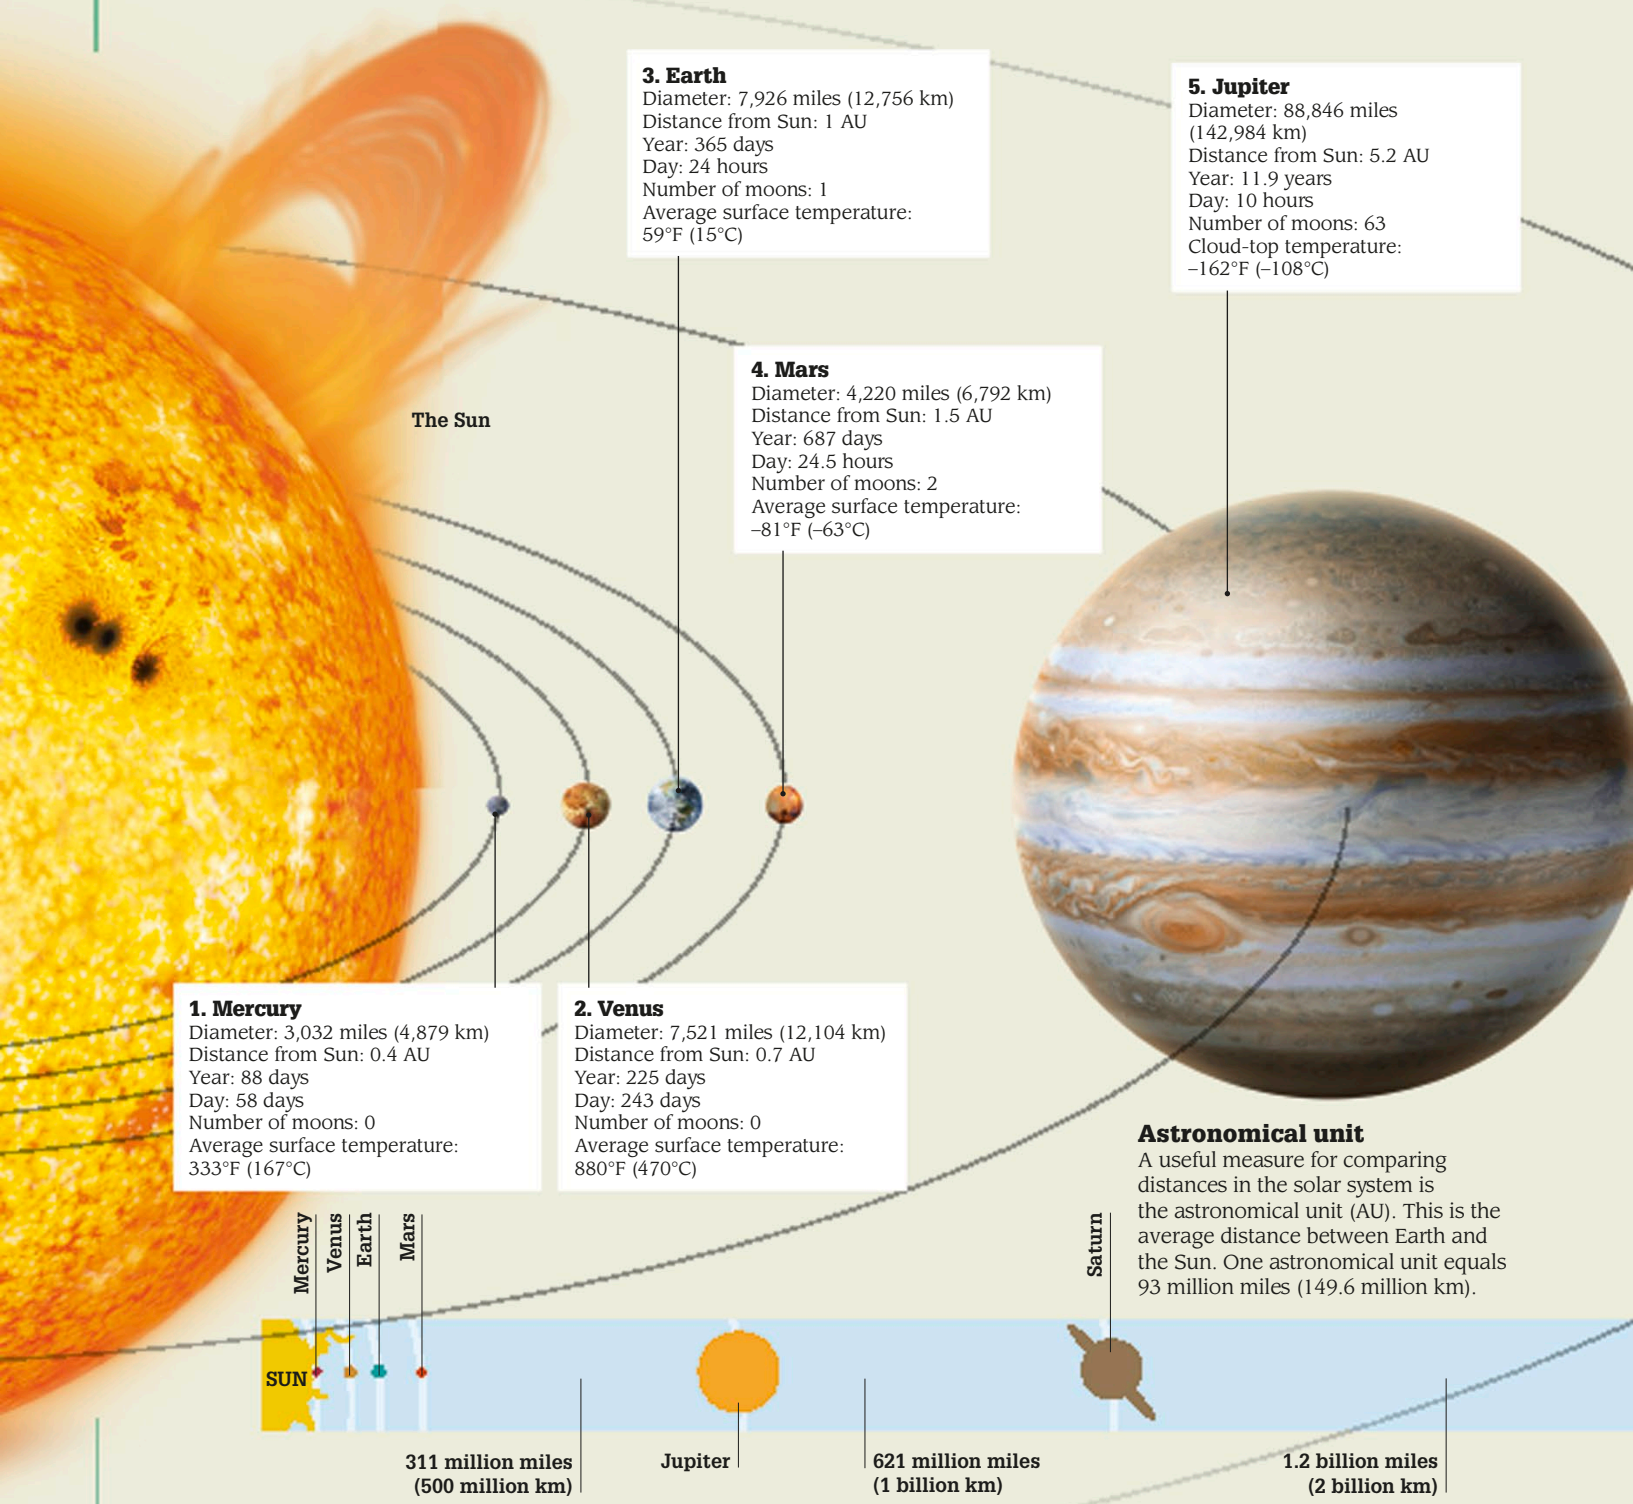 3. Earth
Diameter: 7,926 miles (12,756 km)
Distance from Sun: 1 AU
Year: 365 days
Day: 24 hours
Number of moons: 1
Average surface temperature:
59°F (15°C)
5. Jupiter
Diameter: 88,846 miles
(142,984 km)
Distance from Sun: 5.2 AU
Year: 11.9 years
Day: 10 hours
Number of moons: 63
Cloud-top temperature:
–162°F (–108°C)
4. Mars
Diameter: 4,220 miles (6,792 km)
Distance from Sun: 1.5 AU
Year: 687 days
Day: 24.5 hours
Number of moons: 2
Average surface temperature:
–81°F (–63°C)
The Sun
1. Mercury
Diameter: 3,032 miles (4,879 km)
Distance from Sun: 0.4 AU
Year: 88 days
Day: 58 days
Number of moons: 0
Average surface temperature:
333°F (167°C)
2. Venus
Diameter: 7,521 miles (12,104 km)
Distance from Sun: 0.7 AU
Year: 225 days
Day: 243 days
Number of moons: 0
Average surface temperature:
880°F (470°C)
Astronomical unit
A useful measure for comparing
distances in the solar system is
the astronomical unit (AU). This is the
average distance between Earth and
the Sun. One astronomical unit equals
93 million miles (149.6 million km).
Mercury
Venus
Earth
Mars
Saturn
SUN
311 million miles
(500 million km)
Jupiter
621 million miles
(1 billion km)
1.2 billion miles
(2 billion km)